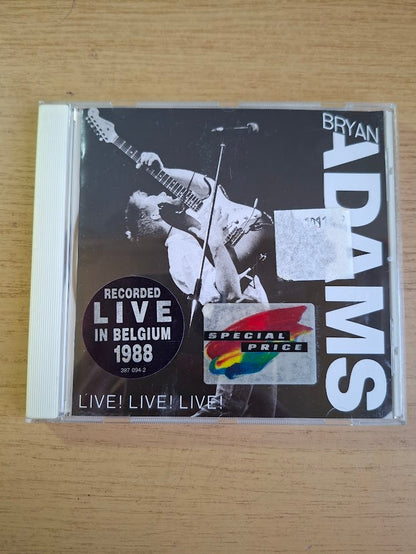 BRYAN
ADAMS
RECORDED
LIVE
IN BELGIUM
1988
397 094-2
SPECIAL
PRICE
LIVE! LIVE! LIVE!